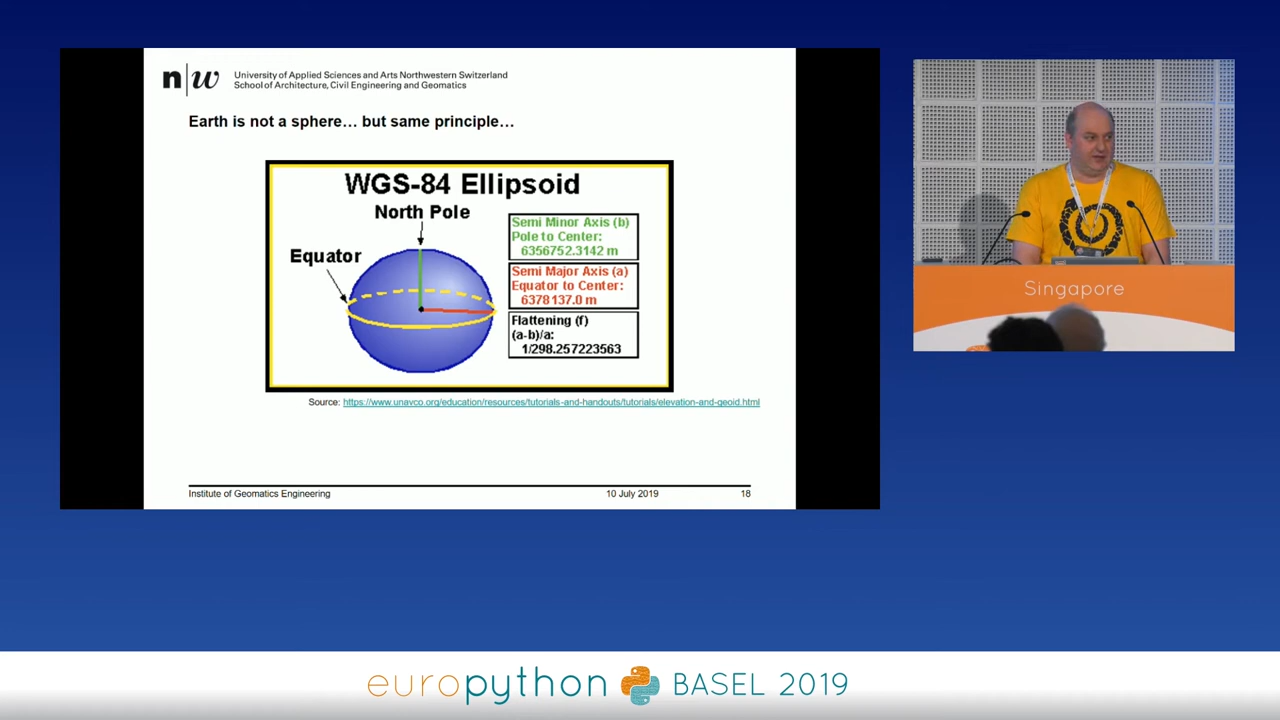 n|w
University of Applied Sciences and Arts Northwestern Switzerland
School of Architecture, Civil Engineering and Geomatics
Earth is not a sphere… but same principle…
WGS-84 Ellipsoid
North Pole
Equator
Semi Minor Axis (b)
Pole to Center:
6356752.3142 m
Semi Major Axis (a)
Equator to Center:
6378137.0 m
Flattening (f)
(a-b)/a:
1/298.257223563
Source: https://www.unavco.org/education/resources/tutorials-and-handouts/tutorials/elevation-and-geoid.html
Institute of Geomatics Engineering 10 July 2019 18
Singapore
europython BASEL 2019